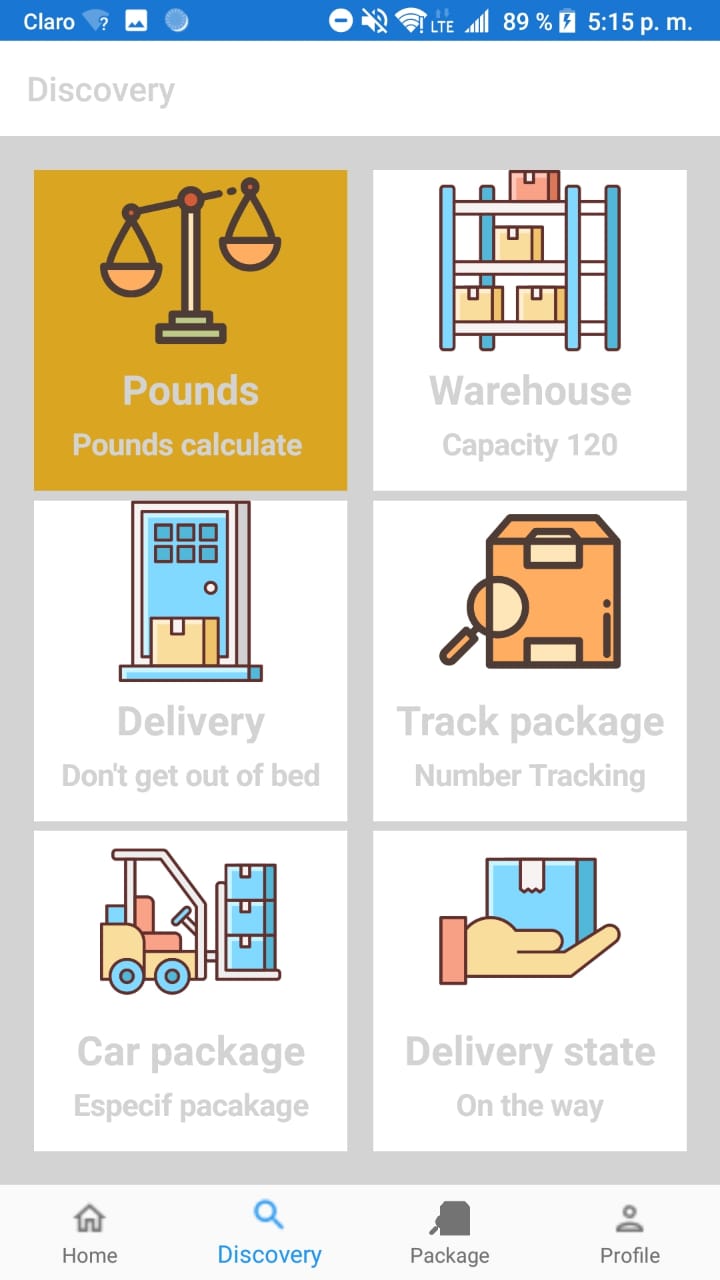 Claro ? ! LTE 89 % 5:15 p. m.
Discovery
Pounds
Pounds calculate
Warehouse
Capacity 120
Delivery
Don't get out of bed
Track package
Number Tracking
Car package
Especif pacakage
Delivery state
On the way
Home
Discovery
Package
Profile